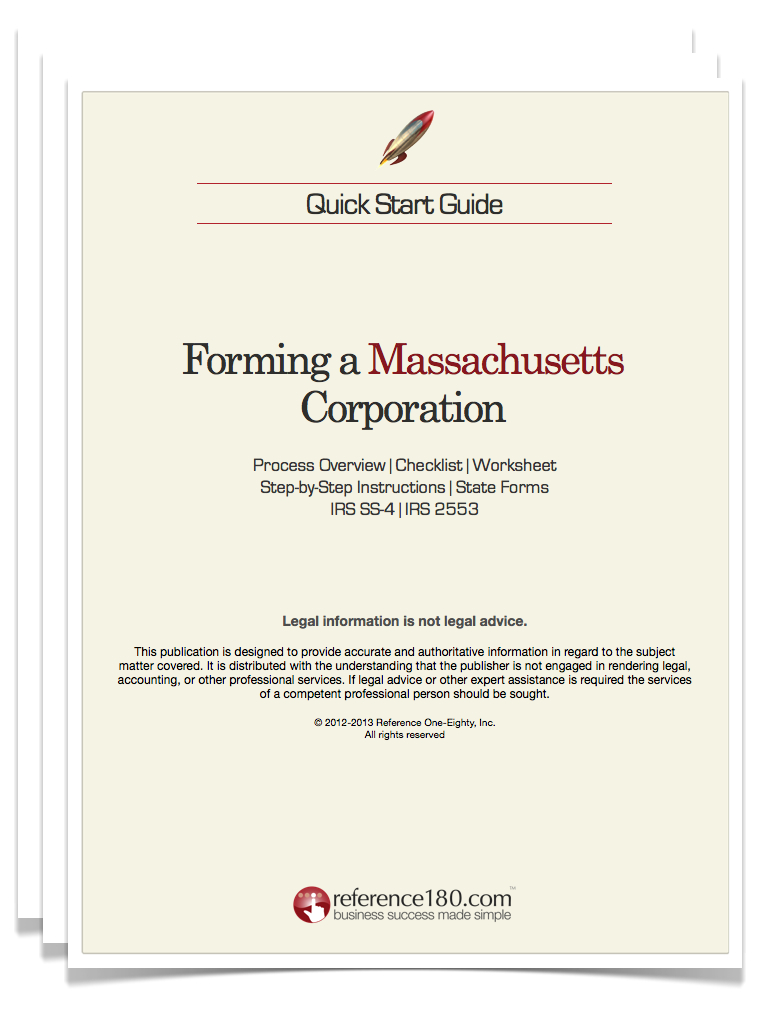 Quick Start Guide
Forming a Massachusetts
Corporation
Process Overview | Checklist | Worksheet
Step-by-Step Instructions | State Forms
IRS SS-4 | IRS 2553
Legal information is not legal advice.
This publication is designed to provide accurate and authoritative information in regard to the subject
matter covered. It is distributed with the understanding that the publisher is not engaged in rendering legal,
accounting, or other professional services. If legal advice or other expert assistance is required the services
of a competent professional person should be sought.
© 2012-2013 Reference One-Eighty, Inc.
All rights reserved
reference180.com™
business success made simple